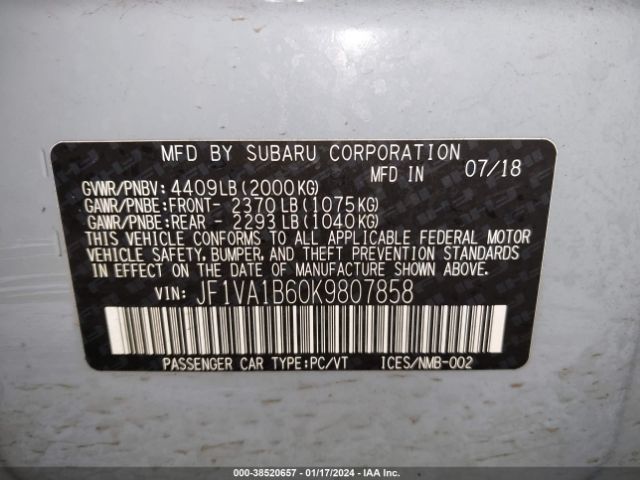 MFD BY SUBARU CORPORATION
MFD IN 07/18
GVWR/PNBV: 4409LB (2000KG)
GAWR/PNBE:FRONT- 2370 LB (1075KG)
GAWR/PNBE:REAR - 2293 LB (1040KG)
THIS VEHICLE CONFORMS TO ALL APPLICABLE FEDERAL MOTOR
VEHICLE SAFETY, BUMPER, AND THEFT PREVENTION STANDARDS
IN EFFECT ON THE DATE OF MANUFACTURE SHOWN ABOVE.
VIN: JF1VA1B60K9807858
PASSENGER CAR TYPE:PC/VT ICES/NMB-002
000-38520657 - 01/17/2024 - IAAI.COM